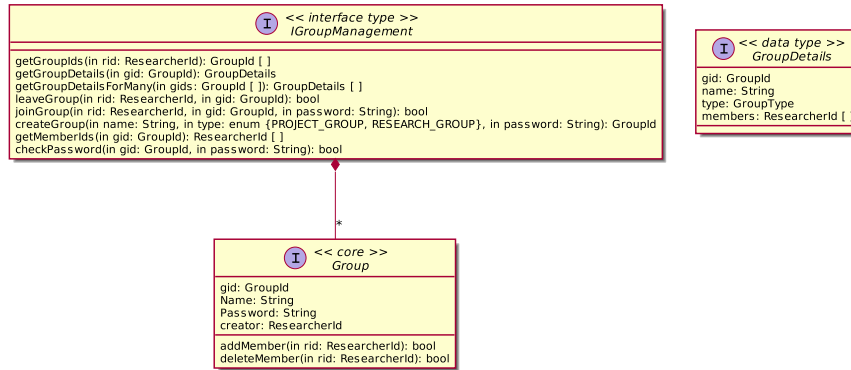 I << interface type >>
IGroupManagement
getGroupIds(in rid: ResearcherId): GroupId [ ]
getGroupDetails(in gid: GroupId): GroupDetails
getGroupDetailsForMany(in gids: GroupId [ ]): GroupDetails [ ]
leaveGroup(in rid: ResearcherId, in gid: GroupId): bool
joinGroup(in rid: ResearcherId, in gid: GroupId, in password: String): bool
createGroup(in name: String, in type: enum {PROJECT_GROUP, RESEARCH_GROUP}, in password: String): GroupId
getMemberIds(in gid: GroupId): ResearcherId [ ]
checkPassword(in gid: GroupId, in password: String): bool
I << data type >>
GroupDetails
gid: GroupId
name: String
type: GroupType
members: ResearcherId [ ]
*
I << core >>
Group
gid: GroupId
Name: String
Password: String
creator: ResearcherId
addMember(in rid: ResearcherId): bool
deleteMember(in rid: ResearcherId): bool